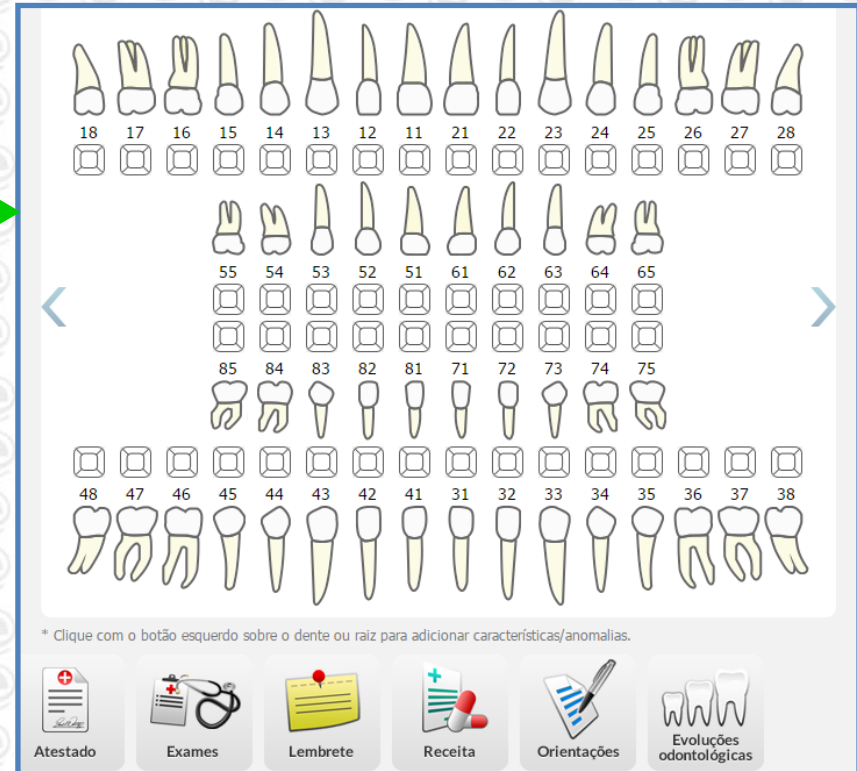 18 17 16 15 14 13 12 11 21 22 23 24 25 26 27 28
55 54 53 52 51 61 62 63 64 65
85 84 83 82 81 71 72 73 74 75
48 47 46 45 44 43 42 41 31 32 33 34 35 36 37 38
* Clique com o botão esquerdo sobre o dente ou raiz para adicionar características/anomalias.
Atestado
Exames
Lembrete
Receita
Orientações
Evoluções
odontológicas